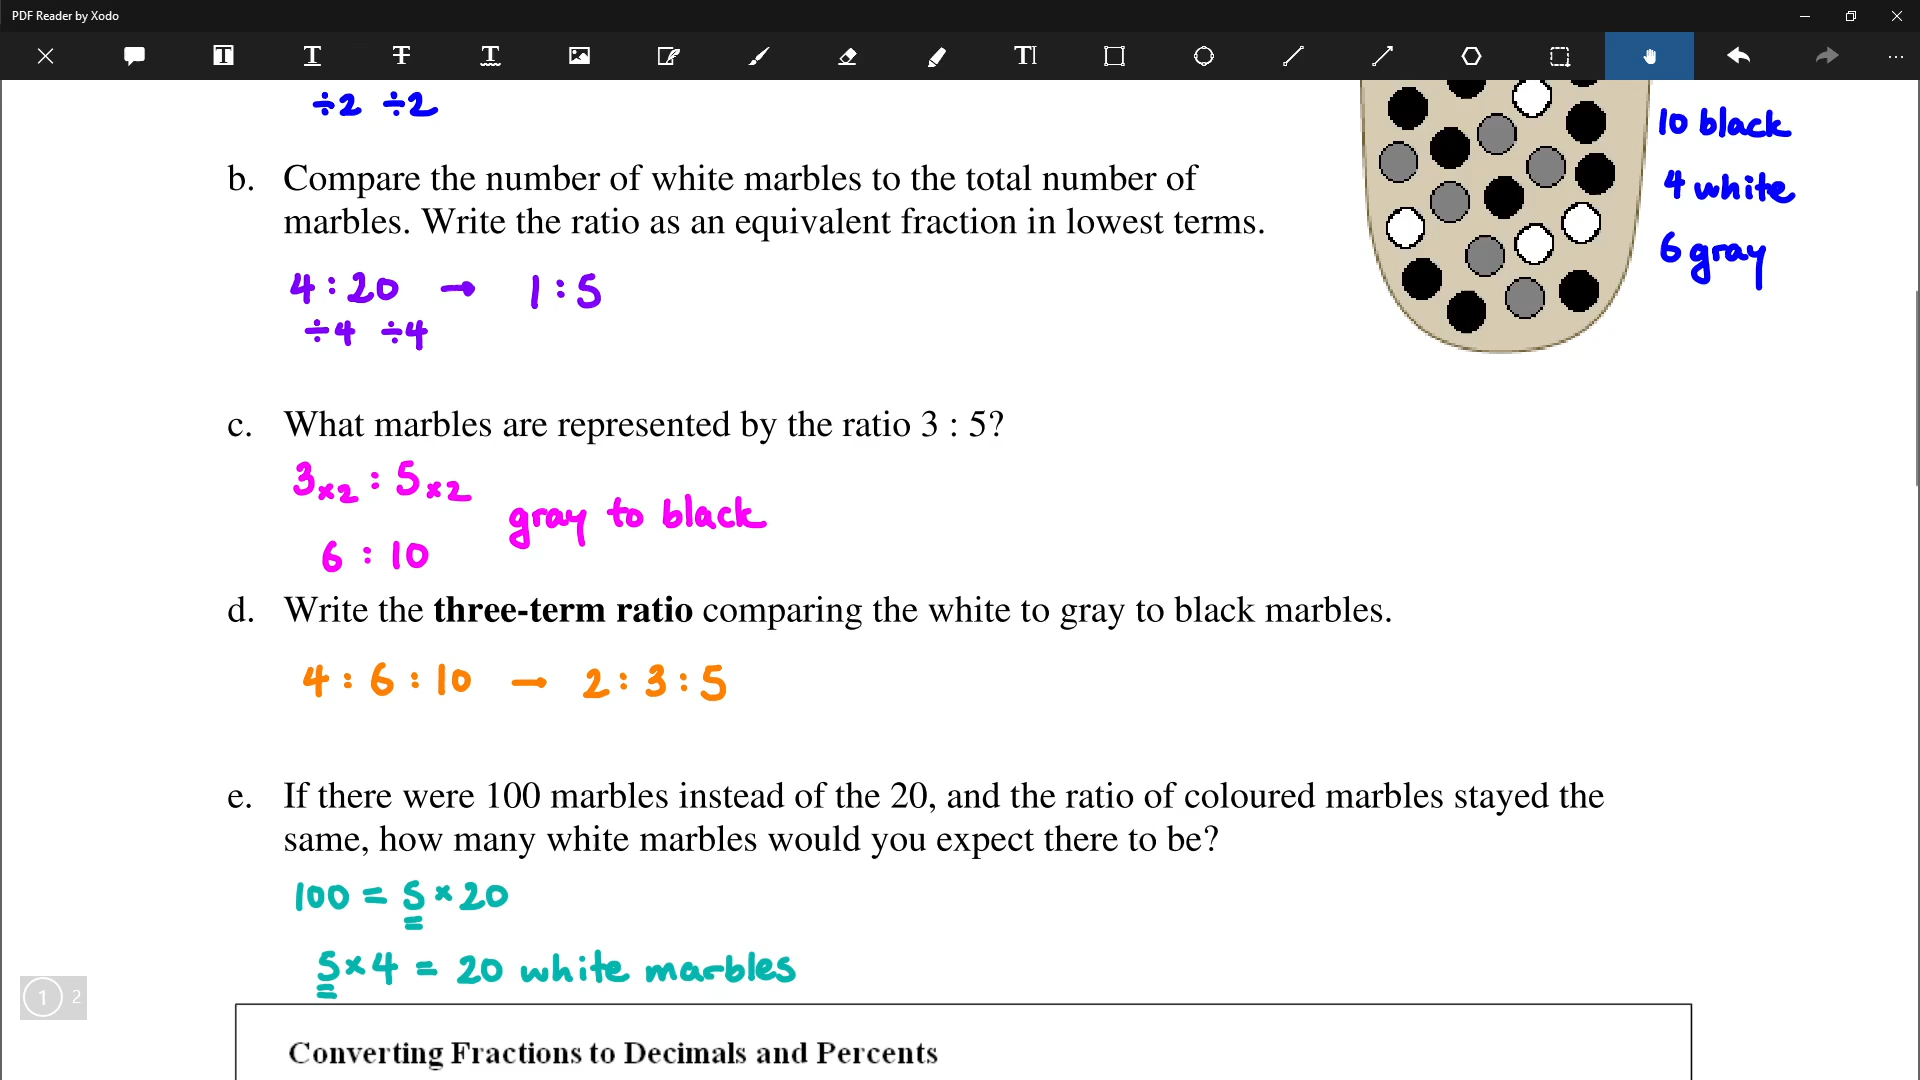 PDF Reader by Xodo
÷2 ÷2
10 black
4 white
6 gray
b. Compare the number of white marbles to the total number of
marbles. Write the ratio as an equivalent fraction in lowest terms.
4 : 20 → 1 : 5
÷4 ÷4
c. What marbles are represented by the ratio 3 : 5?
3×2 : 5×2
gray to black
6 : 10
d. Write the three-term ratio comparing the white to gray to black marbles.
4 : 6 : 10 → 2 : 3 : 5
e. If there were 100 marbles instead of the 20, and the ratio of coloured marbles stayed the
same, how many white marbles would you expect there to be?
100 = 5 × 20
5 × 4 = 20 white marbles
1 2
Converting Fractions to Decimals and Percents